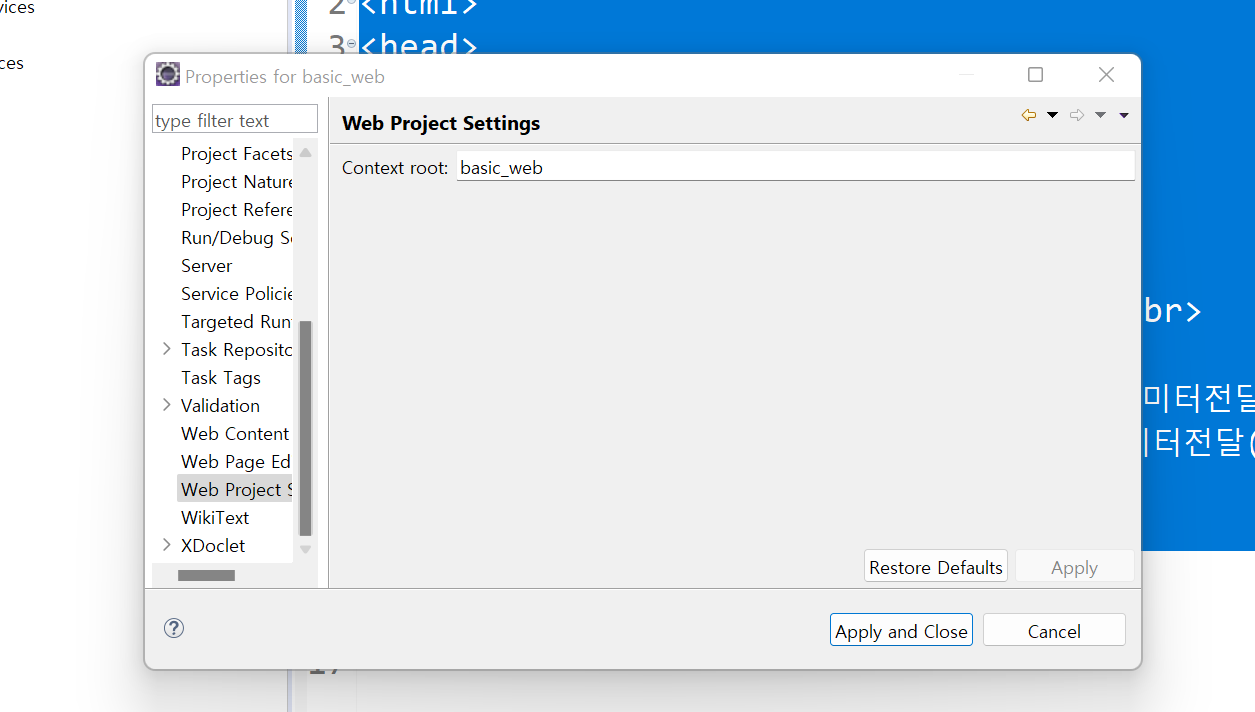 vices
ces
2 <html>
3 <head>
Properties for basic_web
type filter text
Project Facets
Project Nature
Project Refere
Run/Debug Se
Server
Service Policie
Targeted Run
Task Reposito
Task Tags
Validation
Web Content
Web Page Ed
Web Project S
WikiText
XDoclet
Web Project Settings
Context root: basic_web
Restore Defaults
Apply
Apply and Close
Cancel
br>
미터전달
터전달(
17